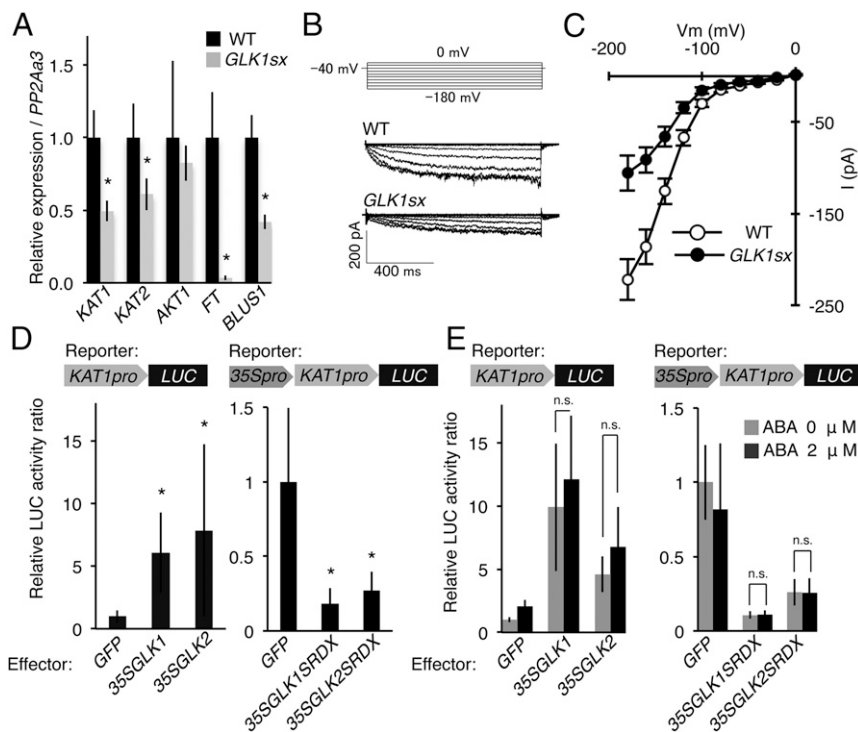 A
WT
GLK1sx
Relative expression / PP2Aa3
1.5
1.0
0.5
0.0
KAT1
KAT2
AKT1
FT
BLUS1
*
*
*
*
B
0 mV
−40 mV
−180 mV
WT
GLK1sx
200 pA
400 ms
C
Vm (mV)
-200
-100
0
-50
-150
-250
I (pA)
WT
GLK1sx
D
Reporter:
KAT1pro LUC
Reporter:
35Spro KAT1pro LUC
Relative LUC activity ratio
15
10
5
0
*
*
GFP
35SGLK1
35SGLK2
1.5
1
0.5
0
*
*
GFP
35SGLK1SRDX
35SGLK2SRDX
Effector:
E
Reporter:
KAT1pro LUC
Reporter:
35Spro KAT1pro LUC
Relative LUC activity ratio
15
10
5
0
n.s.
n.s.
GFP
35SGLK1
35SGLK2
1.5
1
0.5
0
ABA 0 μ M
ABA 2 μ M
n.s.
n.s.
GFP
35SGLK1SRDX
35SGLK2SRDX
Effector: